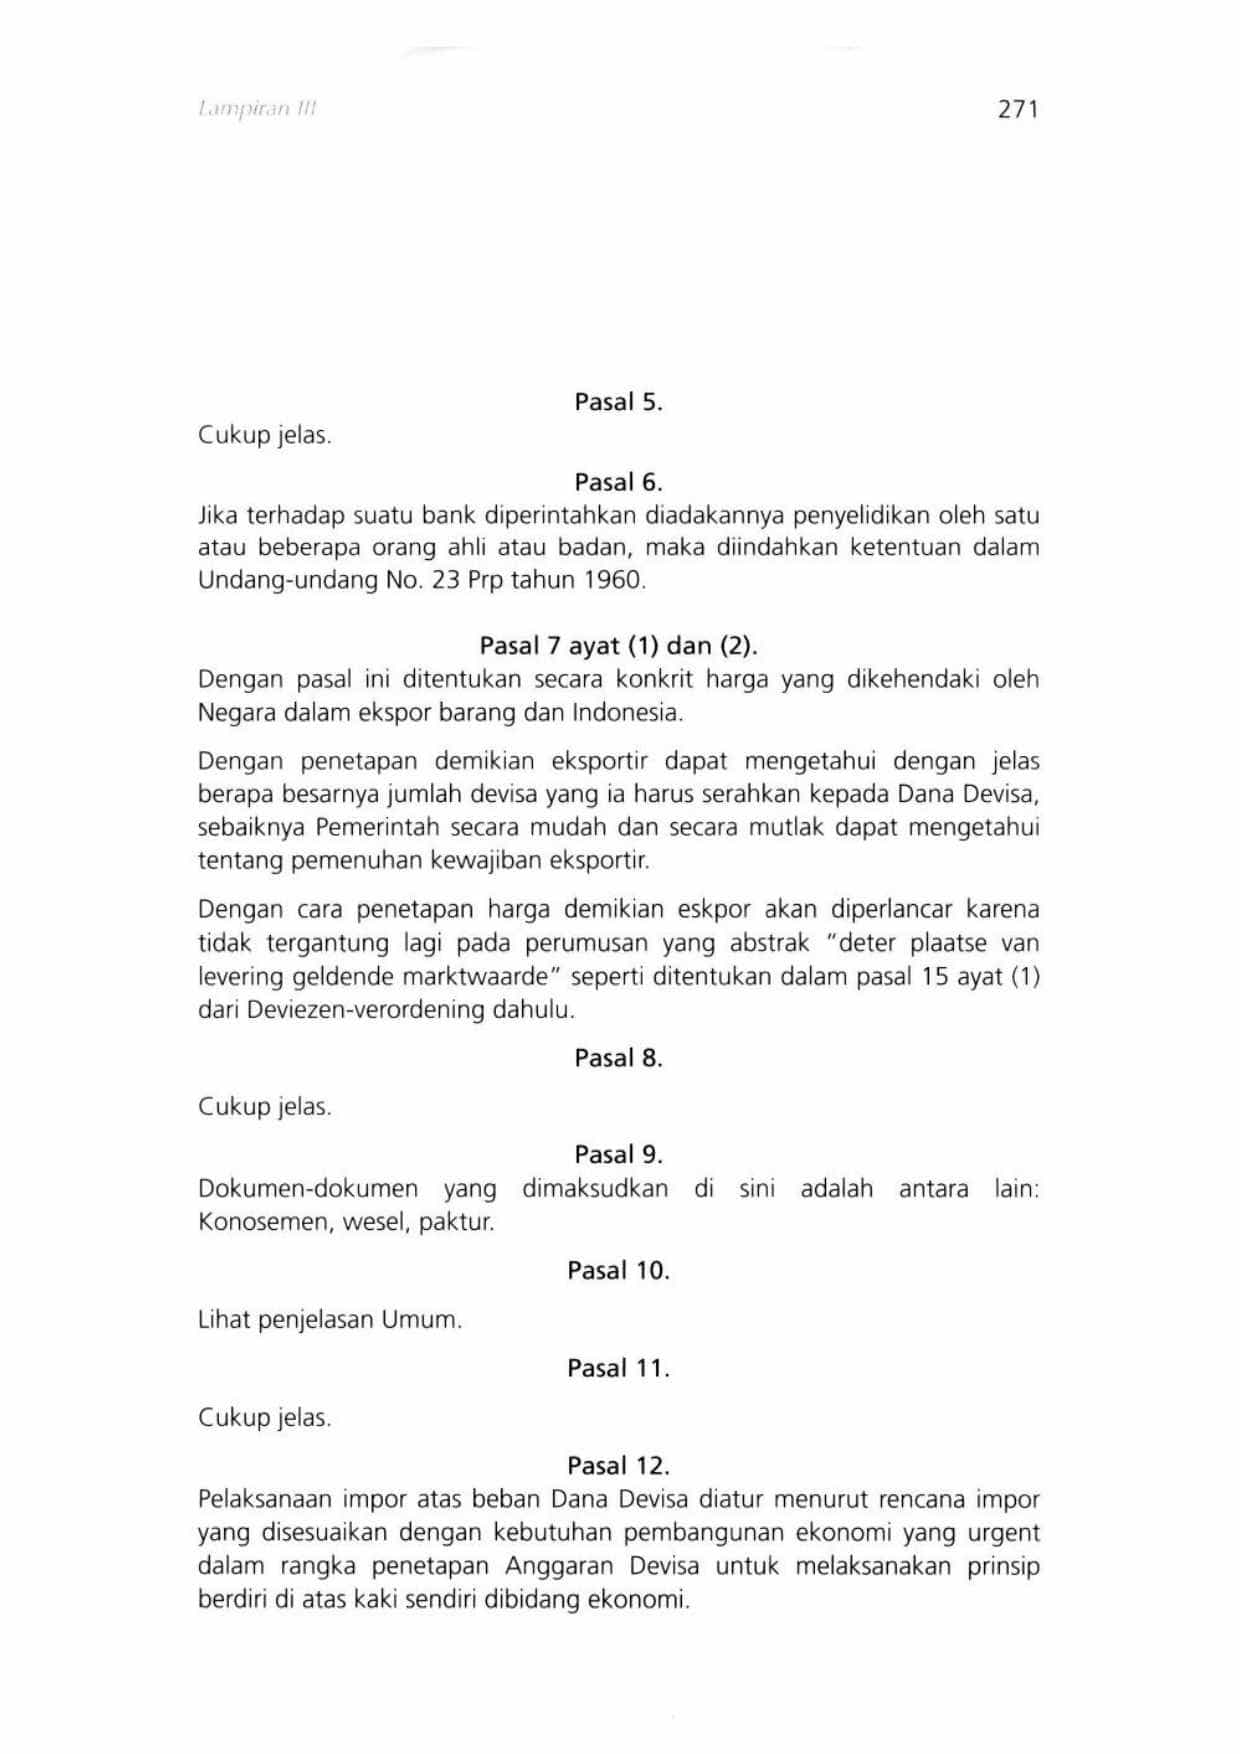 Lampiran III
271
Pasal 5.
Cukup jelas.
Pasal 6.
Jika terhadap suatu bank diperintahkan diadakannya penyelidikan oleh satu
atau beberapa orang ahli atau badan, maka diindahkan ketentuan dalam
Undang-undang No. 23 Prp tahun 1960.
Pasal 7 ayat (1) dan (2).
Dengan pasal ini ditentukan secara konkrit harga yang dikehendaki oleh
Negara dalam ekspor barang dan Indonesia.
Dengan penetapan demikian eksportir dapat mengetahui dengan jelas
berapa besarnya jumlah devisa yang ia harus serahkan kepada Dana Devisa,
sebaiknya Pemerintah secara mudah dan secara mutlak dapat mengetahui
tentang pemenuhan kewajiban eksportir.
Dengan cara penetapan harga demikian eskpor akan diperlancar karena
tidak tergantung lagi pada perumusan yang abstrak "deter plaatse van
levering geldende marktwaarde" seperti ditentukan dalam pasal 15 ayat (1)
dari Deviezen-verordening dahulu.
Pasal 8.
Cukup jelas.
Pasal 9.
Dokumen-dokumen yang dimaksudkan di sini adalah antara lain:
Konosemen, wesel, paktur.
Pasal 10.
Lihat penjelasan Umum.
Pasal 11.
Cukup jelas.
Pasal 12.
Pelaksanaan impor atas beban Dana Devisa diatur menurut rencana impor
yang disesuaikan dengan kebutuhan pembangunan ekonomi yang urgent
dalam rangka penetapan Anggaran Devisa untuk melaksanakan prinsip
berdiri di atas kaki sendiri dibidang ekonomi.